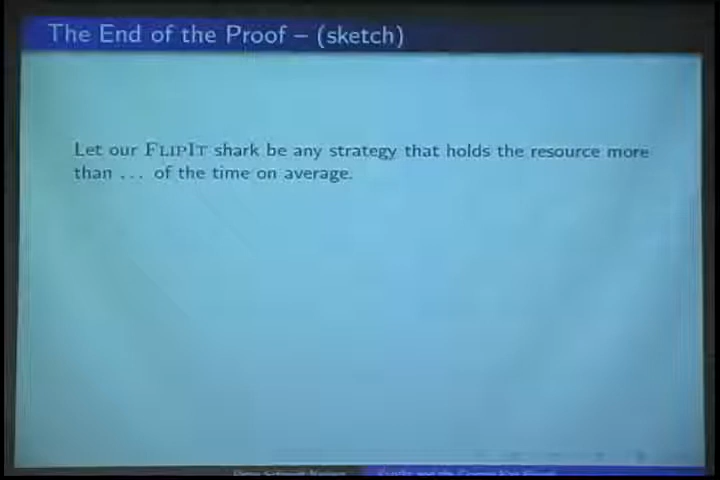 The End of the Proof – (sketch)
Let our FLIPIT shark be any strategy that holds the resource more
than ... of the time on average.